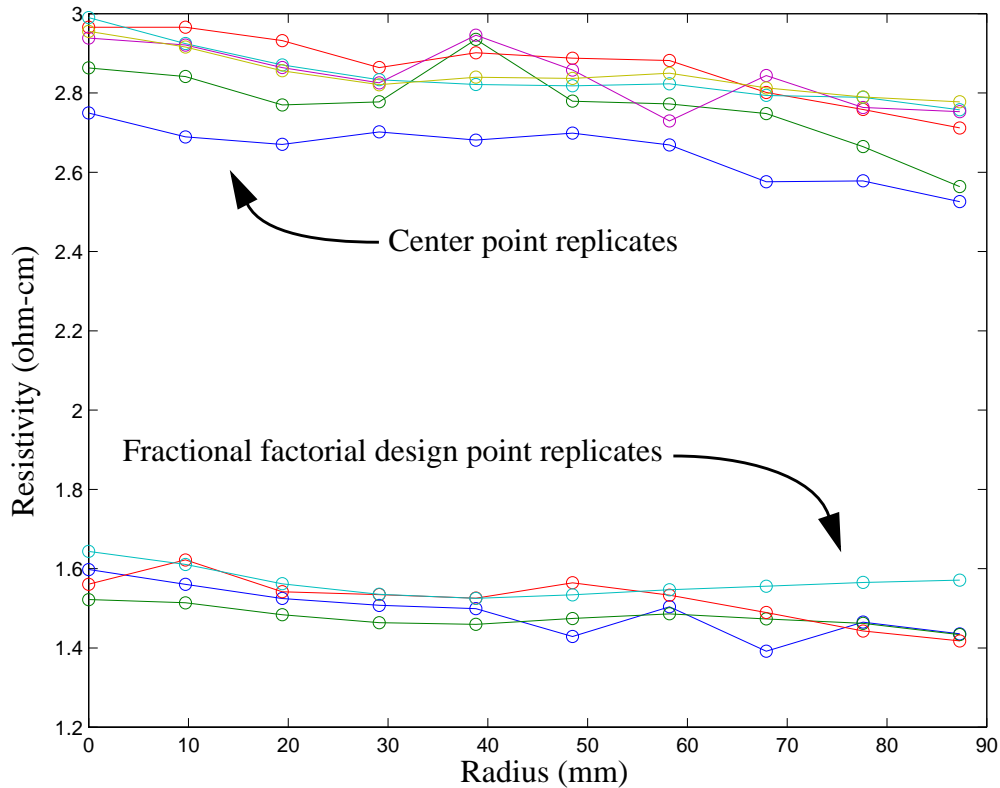 3
2.8
2.6
2.4
2.2
2
1.8
1.6
1.4
1.2
Resistivity (ohm-cm)
Center point replicates
Fractional factorial design point replicates
0 10 20 30 40 50 60 70 80 90
Radius (mm)